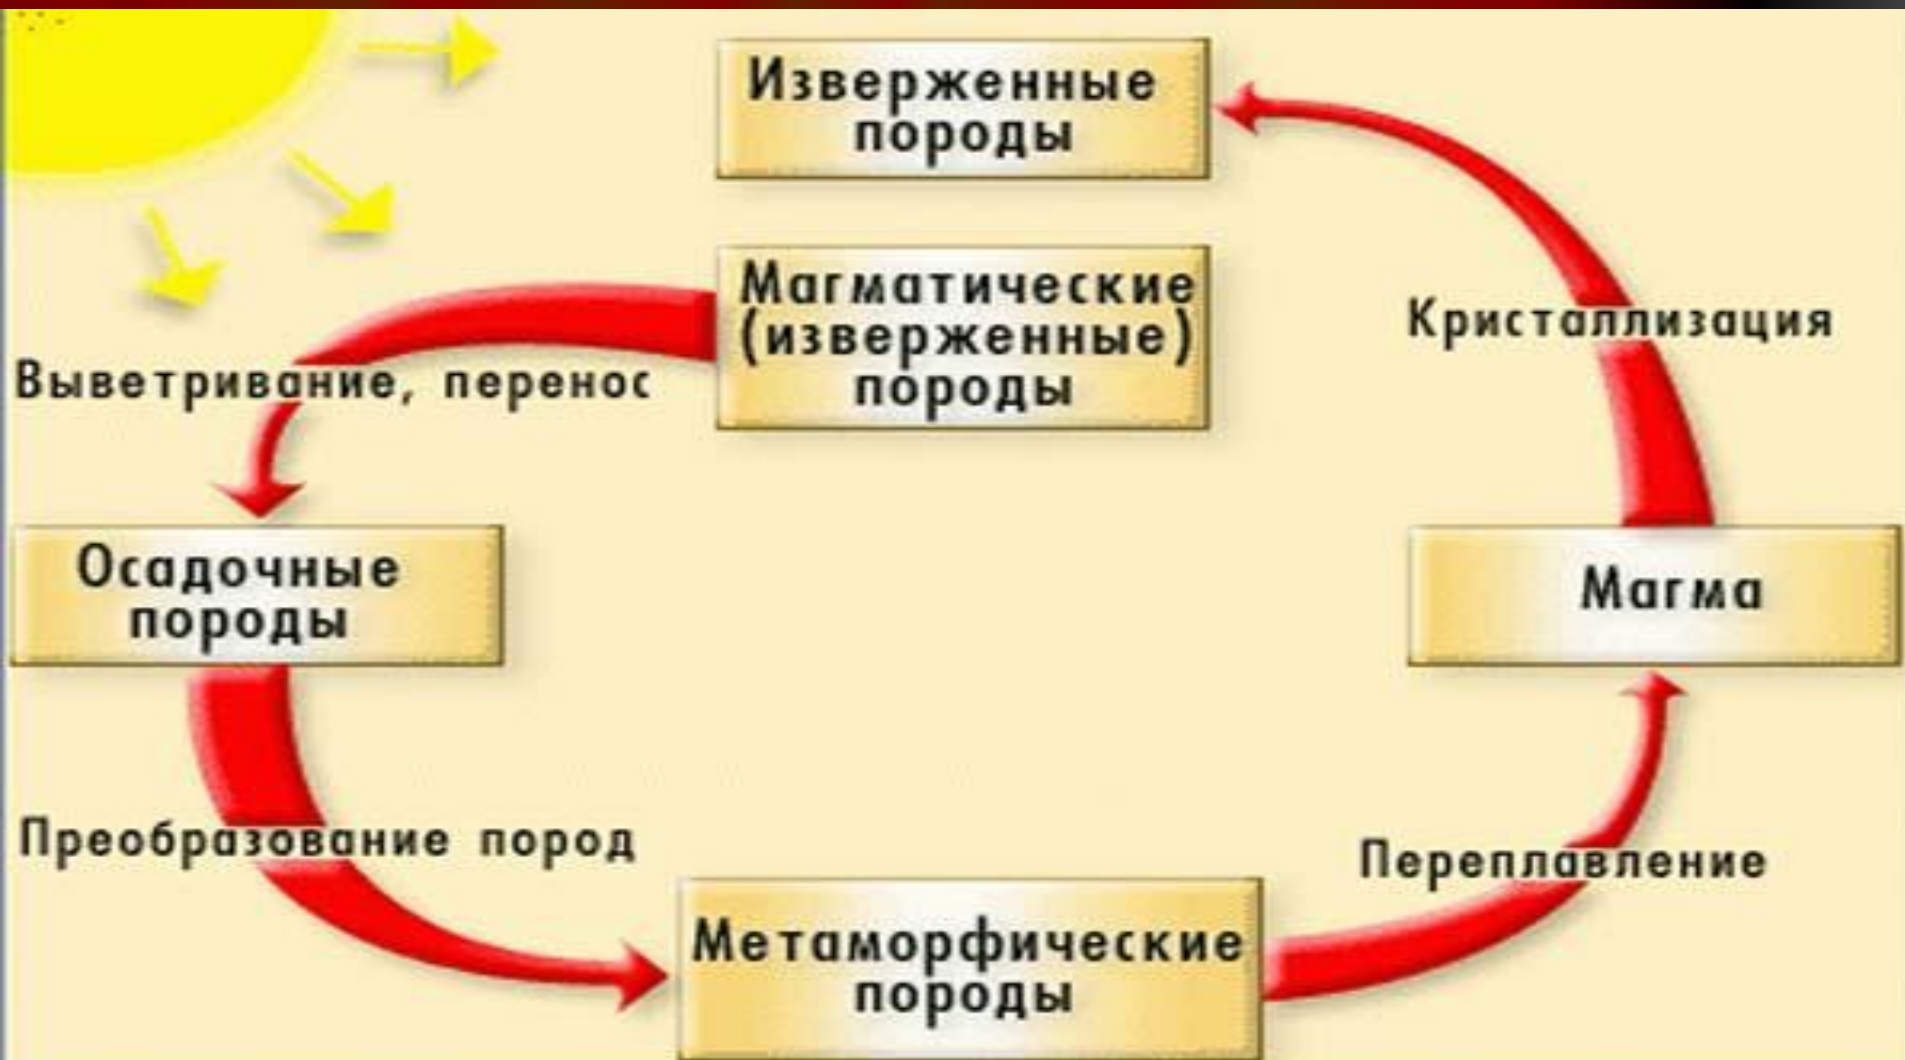 Изверженные
породы
Магматические
(изверженные)
породы
Кристаллизация
Выветривание, перенос
Осадочные
породы
Магма
Преобразование пород
Переплавление
Метаморфические
породы